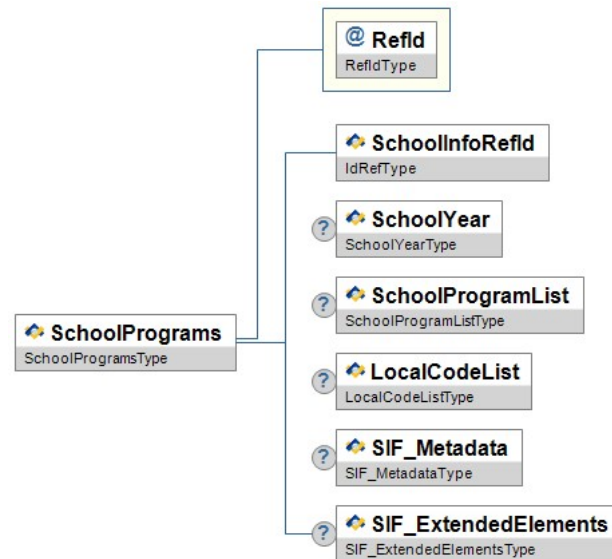 @ RefId
RefIdType
SchoolInfoRefId
IdRefType
? SchoolYear
SchoolYearType
? SchoolProgramList
SchoolProgramListType
SchoolPrograms
SchoolProgramsType
? LocalCodeList
LocalCodeListType
? SIF_Metadata
SIF_MetadataType
? SIF_ExtendedElements
SIF_ExtendedElementsType